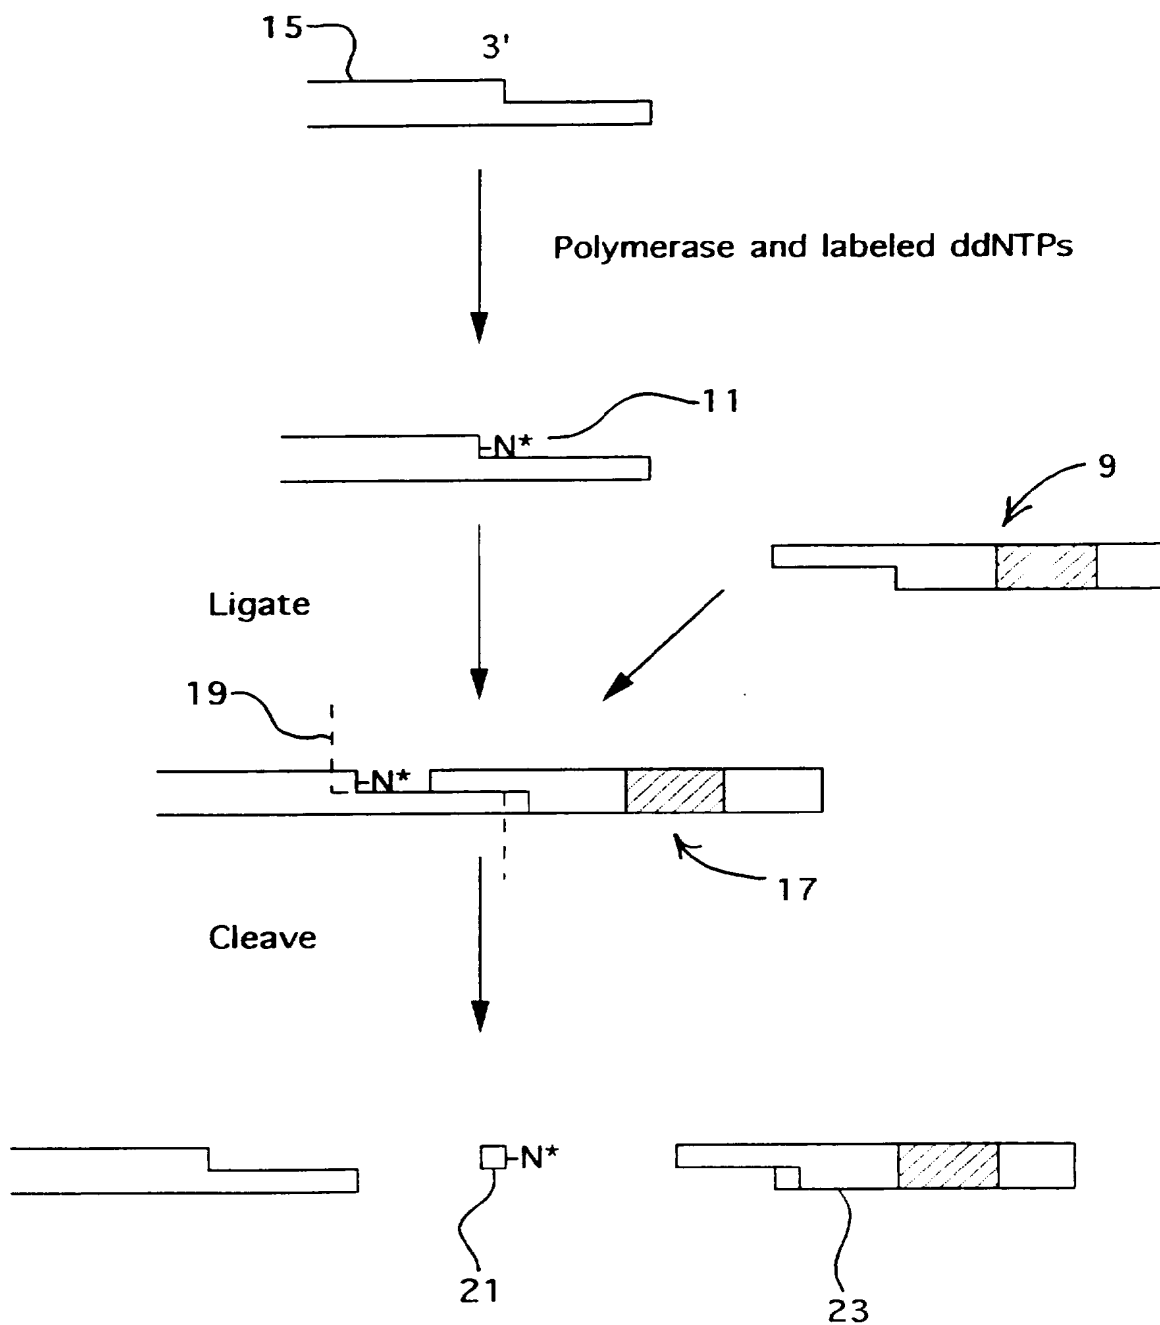 15
3'
Polymerase and labeled ddNTPs
11
-N*
9
Ligate
19
-N*
17
Cleave
-N*
21
23